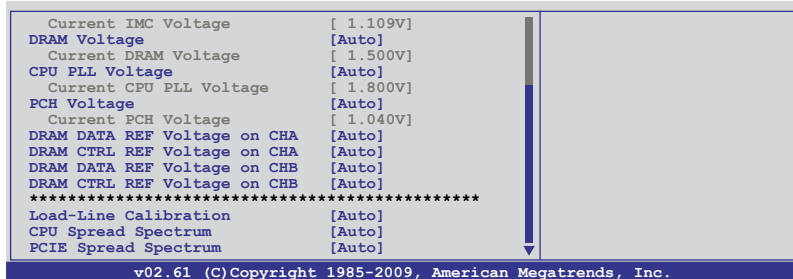 Current IMC Voltage [ 1.109V]
DRAM Voltage [Auto]
Current DRAM Voltage [ 1.500V]
CPU PLL Voltage [Auto]
Current CPU PLL Voltage [ 1.800V]
PCH Voltage [Auto]
Current PCH Voltage [ 1.040V]
DRAM DATA REF Voltage on CHA [Auto]
DRAM CTRL REF Voltage on CHA [Auto]
DRAM DATA REF Voltage on CHB [Auto]
DRAM CTRL REF Voltage on CHB [Auto]
***********************************************
Load-Line Calibration [Auto]
CPU Spread Spectrum [Auto]
PCIE Spread Spectrum [Auto]
v02.61 (C)Copyright 1985-2009, American Megatrends, Inc.